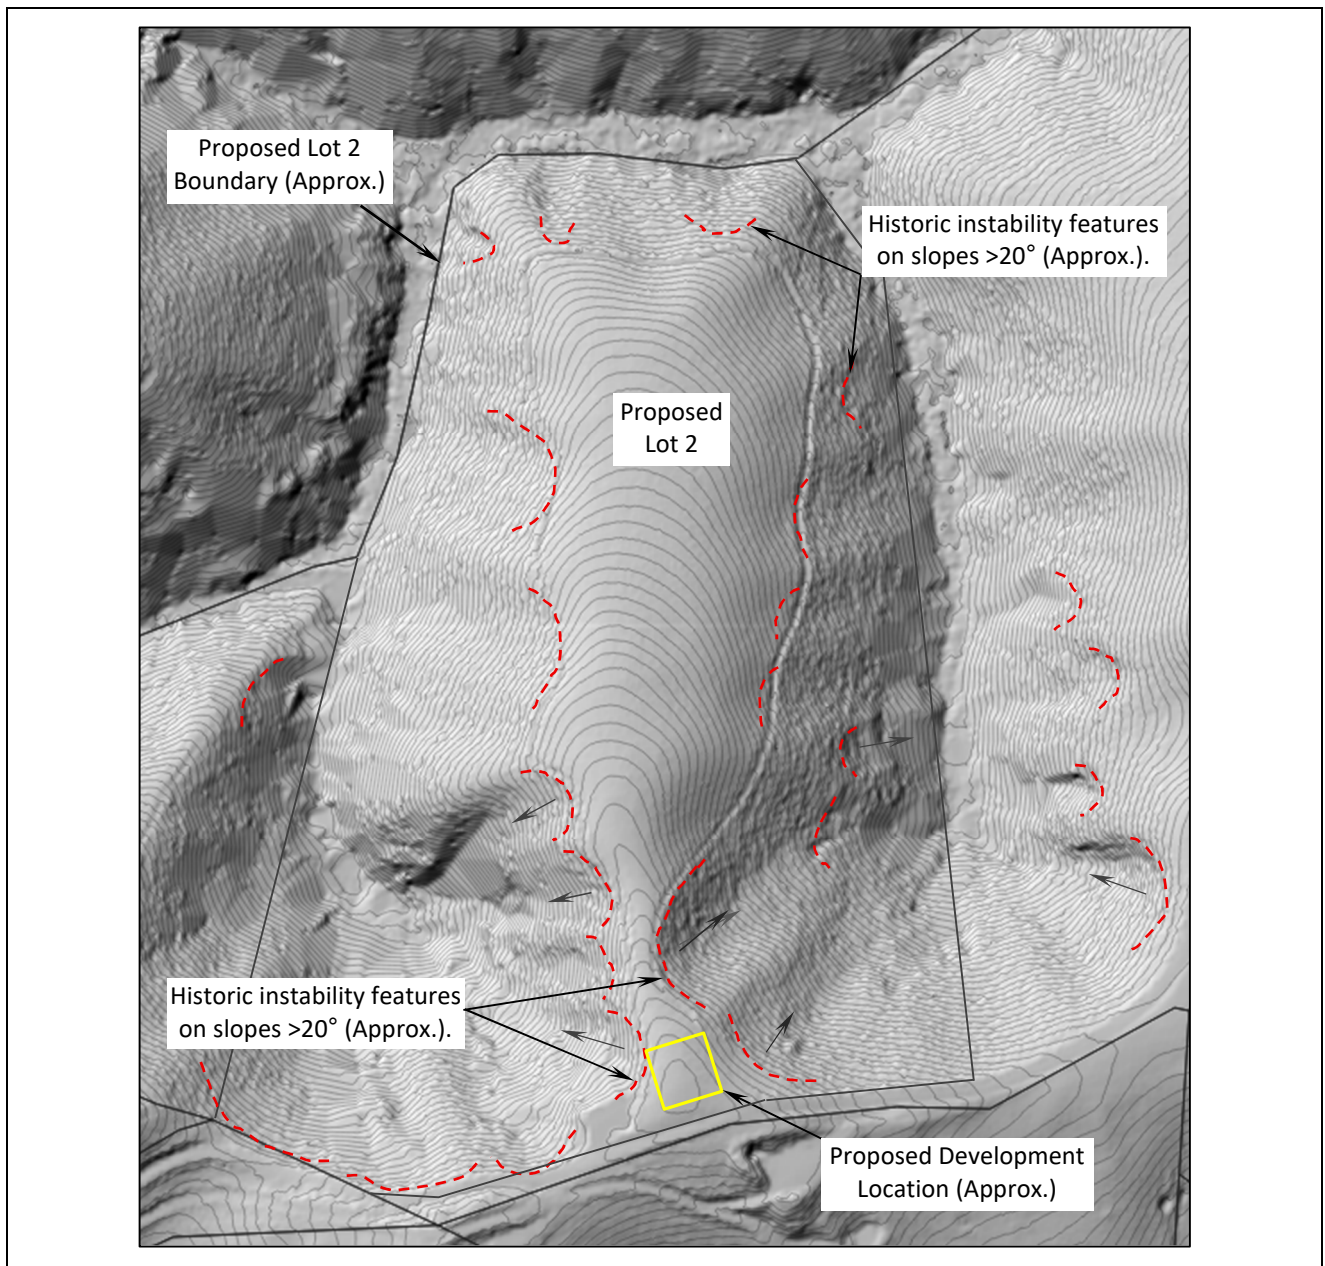 Proposed Lot 2
Boundary (Approx.)
Historic instability features
on slopes >20° (Approx.).
Proposed
Lot 2
Historic instability features
on slopes >20° (Approx.).
Proposed Development
Location (Approx.)